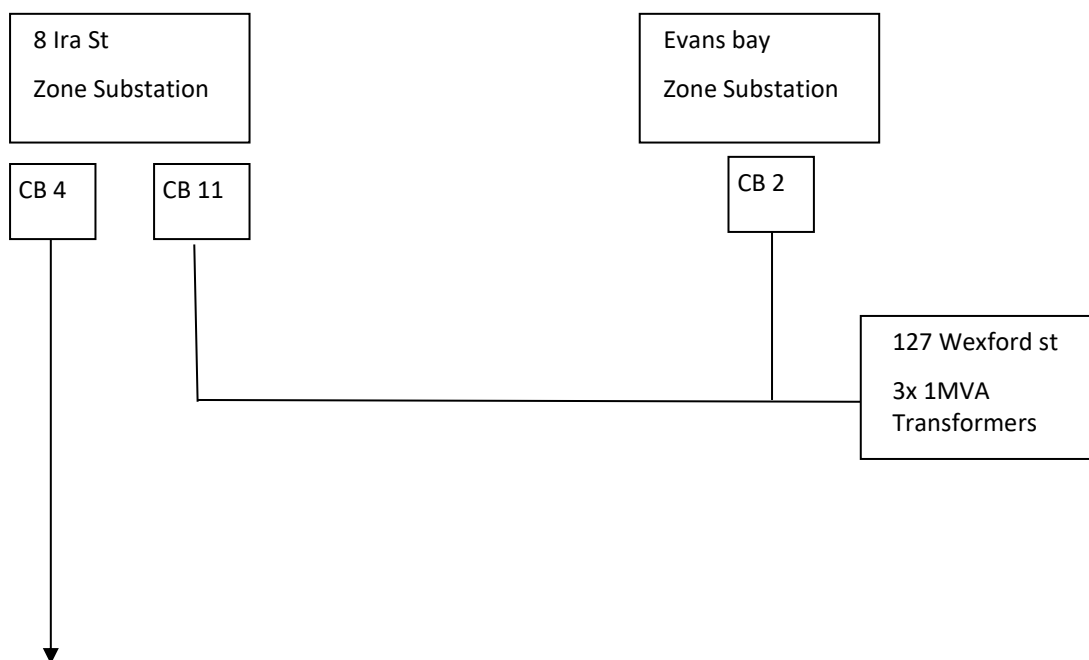 8 Ira St
Zone Substation
Evans bay
Zone Substation
CB 4
CB 11
CB 2
127 Wexford st
3x 1MVA
Transformers